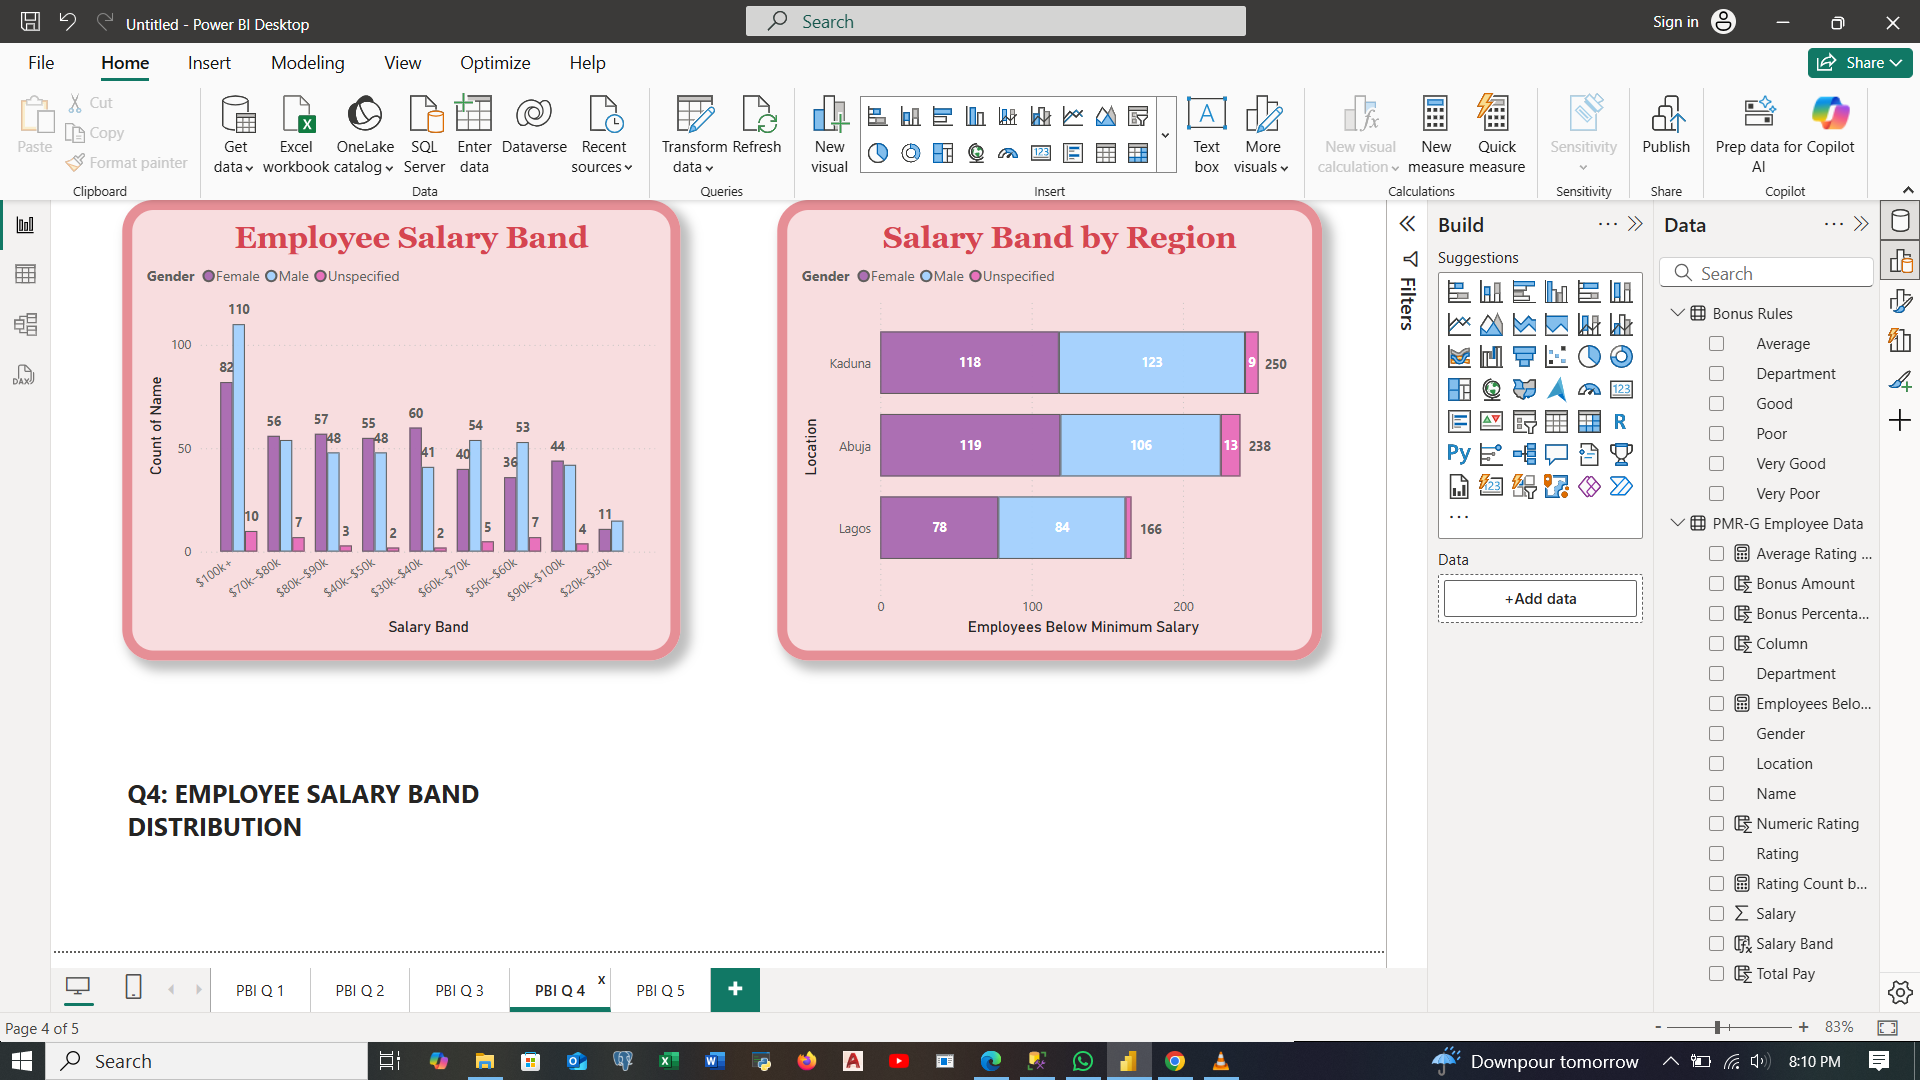 Untitled - Power BI Desktop
Search
Sign in
File Home Insert Modeling View Optimize Help
Share
Paste
Cut
Copy
Format painter
Clipboard
Get data
Excel workbook
OneLake catalog
SQL Server
Enter data
Dataverse
Recent sources
Data
Transform data
Refresh
Queries
New visual
Text box
More visuals
Insert
New visual calculation
New measure
Quick measure
Calculations
Sensitivity
Sensitivity
Publish
Share
Prep data for AI
Copilot
Copilot
Employee Salary Band
Gender Female Male Unspecified
Count of Name
100
50
0
82 110 10
56 7
57 48 3
55 48 2
60 41 2
40 54 5
36 53 7
44 4
11
$100k+ $70k–$80k $80k–$90k $40k–$50k $30k–$40k $60k–$70k $50k–$60k $90k–$100k $20k–$30k
Salary Band
Salary Band by Region
Gender Female Male Unspecified
Location
Kaduna 118 123 9 250
Abuja 119 106 13 238
Lagos 78 84 166
0 100 200
Employees Below Minimum Salary
Q4: EMPLOYEE SALARY BAND
DISTRIBUTION
Filters
Build
Suggestions
Data
+Add data
Data
Search
Bonus Rules
Average
Department
Good
Poor
Very Good
Very Poor
PMR-G Employee Data
Average Rating ...
Bonus Amount
Bonus Percenta...
Column
Department
Employees Belo...
Gender
Location
Name
Numeric Rating
Rating
Rating Count b...
Salary
Salary Band
Total Pay
PBI Q 1 PBI Q 2 PBI Q 3 PBI Q 4 x PBI Q 5 +
Page 4 of 5
- + 83%
Search
Downpour tomorrow
8:10 PM